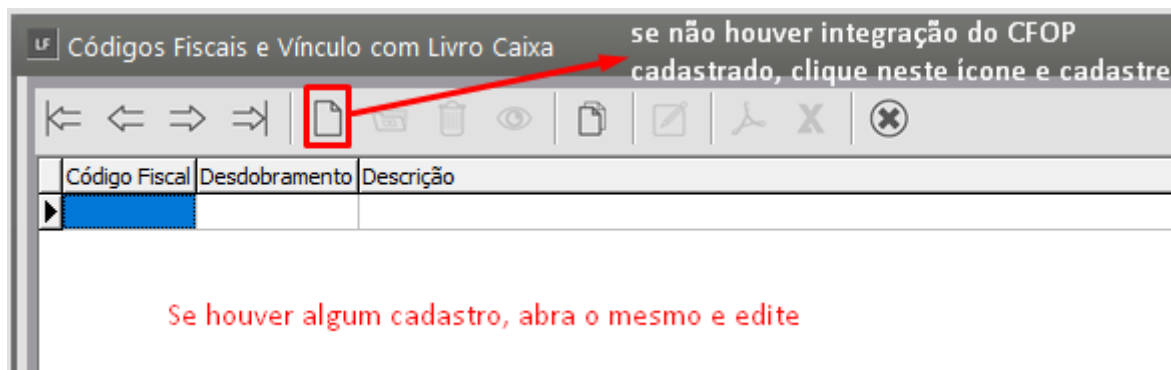 LF Códigos Fiscais e Vínculo com Livro Caixa
se não houver integração do CFOP
cadastrado, clique neste ícone e cadastre
Código Fiscal Desdobramento Descrição
Se houver algum cadastro, abra o mesmo e edite